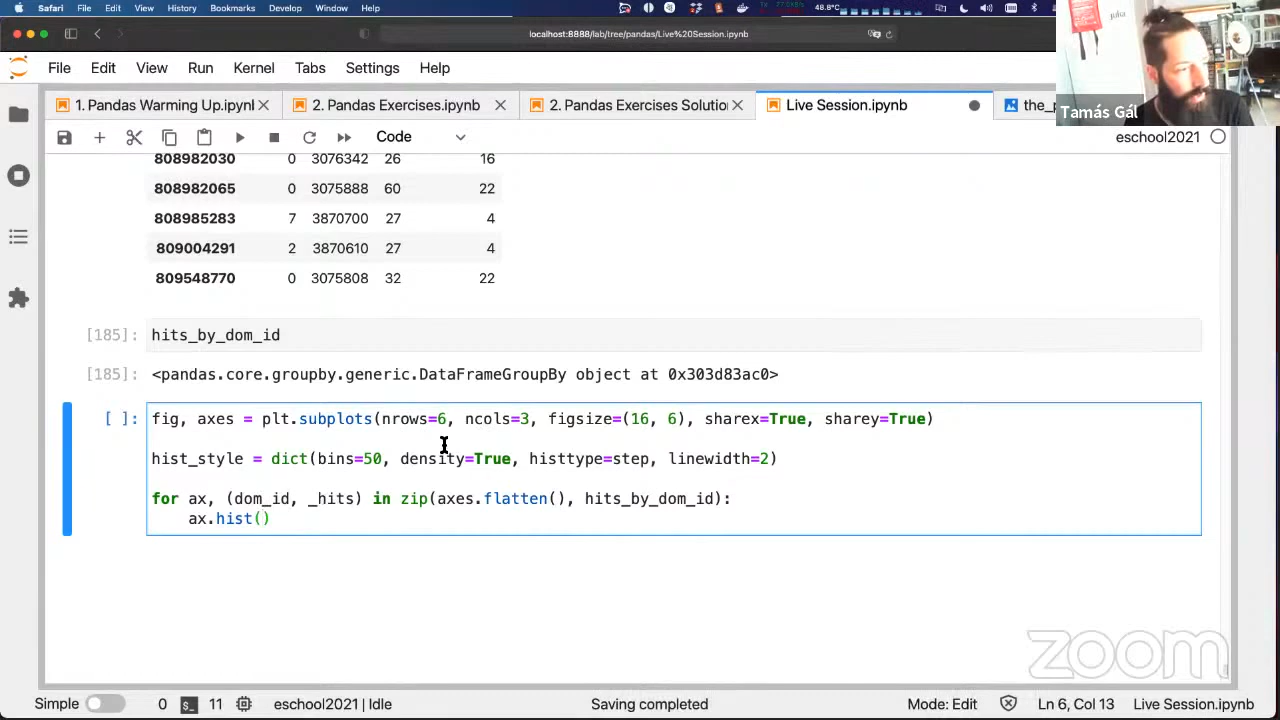 Safari File Edit View History Bookmarks Develop Window Help 48.8°C
localhost:8888/lab/tree/pandas/Live%20Session.ipynb
File Edit View Run Kernel Tabs Settings Help
Tamás Gál
1. Pandas Warming Up.ipynl 2. Pandas Exercises.ipynb 2. Pandas Exercises Solutio Live Session.ipynb the_p
Code eschool2021
808982030 0 3076342 26 16
808982065 0 3075888 60 22
808985283 7 3870700 27 4
809004291 2 3870610 27 4
809548770 0 3075808 32 22
[185]: hits_by_dom_id
[185]: <pandas.core.groupby.generic.DataFrameGroupBy object at 0x303d83ac0>
[ ]: fig, axes = plt.subplots(nrows=6, ncols=3, figsize=(16, 6), sharex=True, sharey=True)
hist_style = dict(bins=50, density=True, histtype=step, linewidth=2)
for ax, (dom_id, _hits) in zip(axes.flatten(), hits_by_dom_id):
ax.hist()
zoom
Simple 0 11 eschool2021 | Idle Saving completed Mode: Edit Ln 6, Col 13 Live Session.ipynb